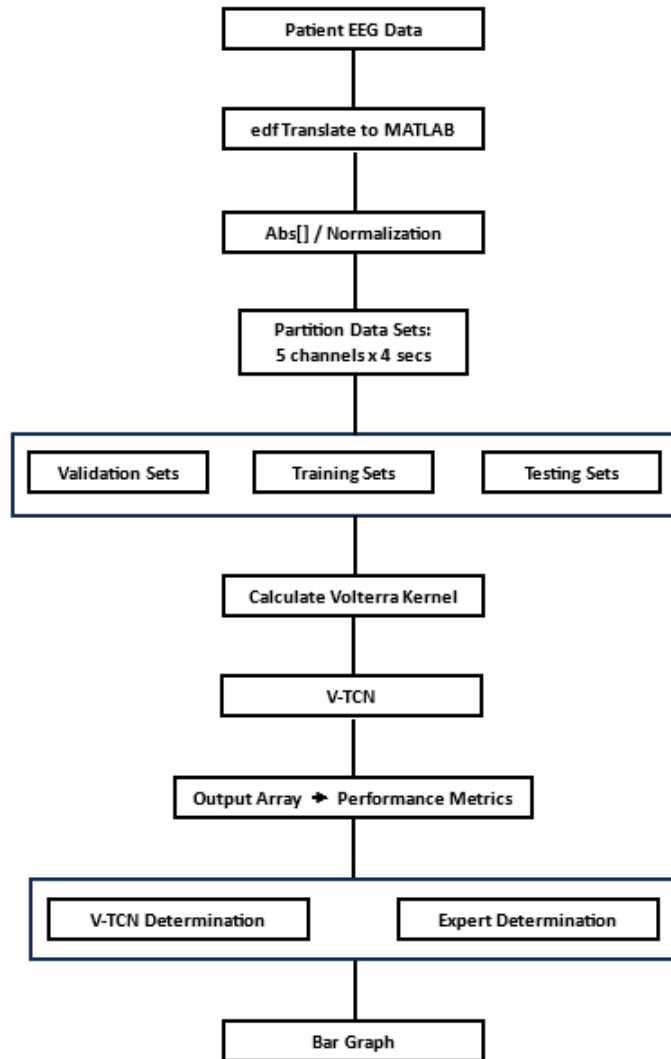 Patient EEG Data
edf Translate to MATLAB
Abs[] / Normalization
Partition Data Sets:
5 channels x 4 secs
Validation Sets
Training Sets
Testing Sets
Calculate Volterra Kernel
V-TCN
Output Array → Performance Metrics
V-TCN Determination
Expert Determination
Bar Graph